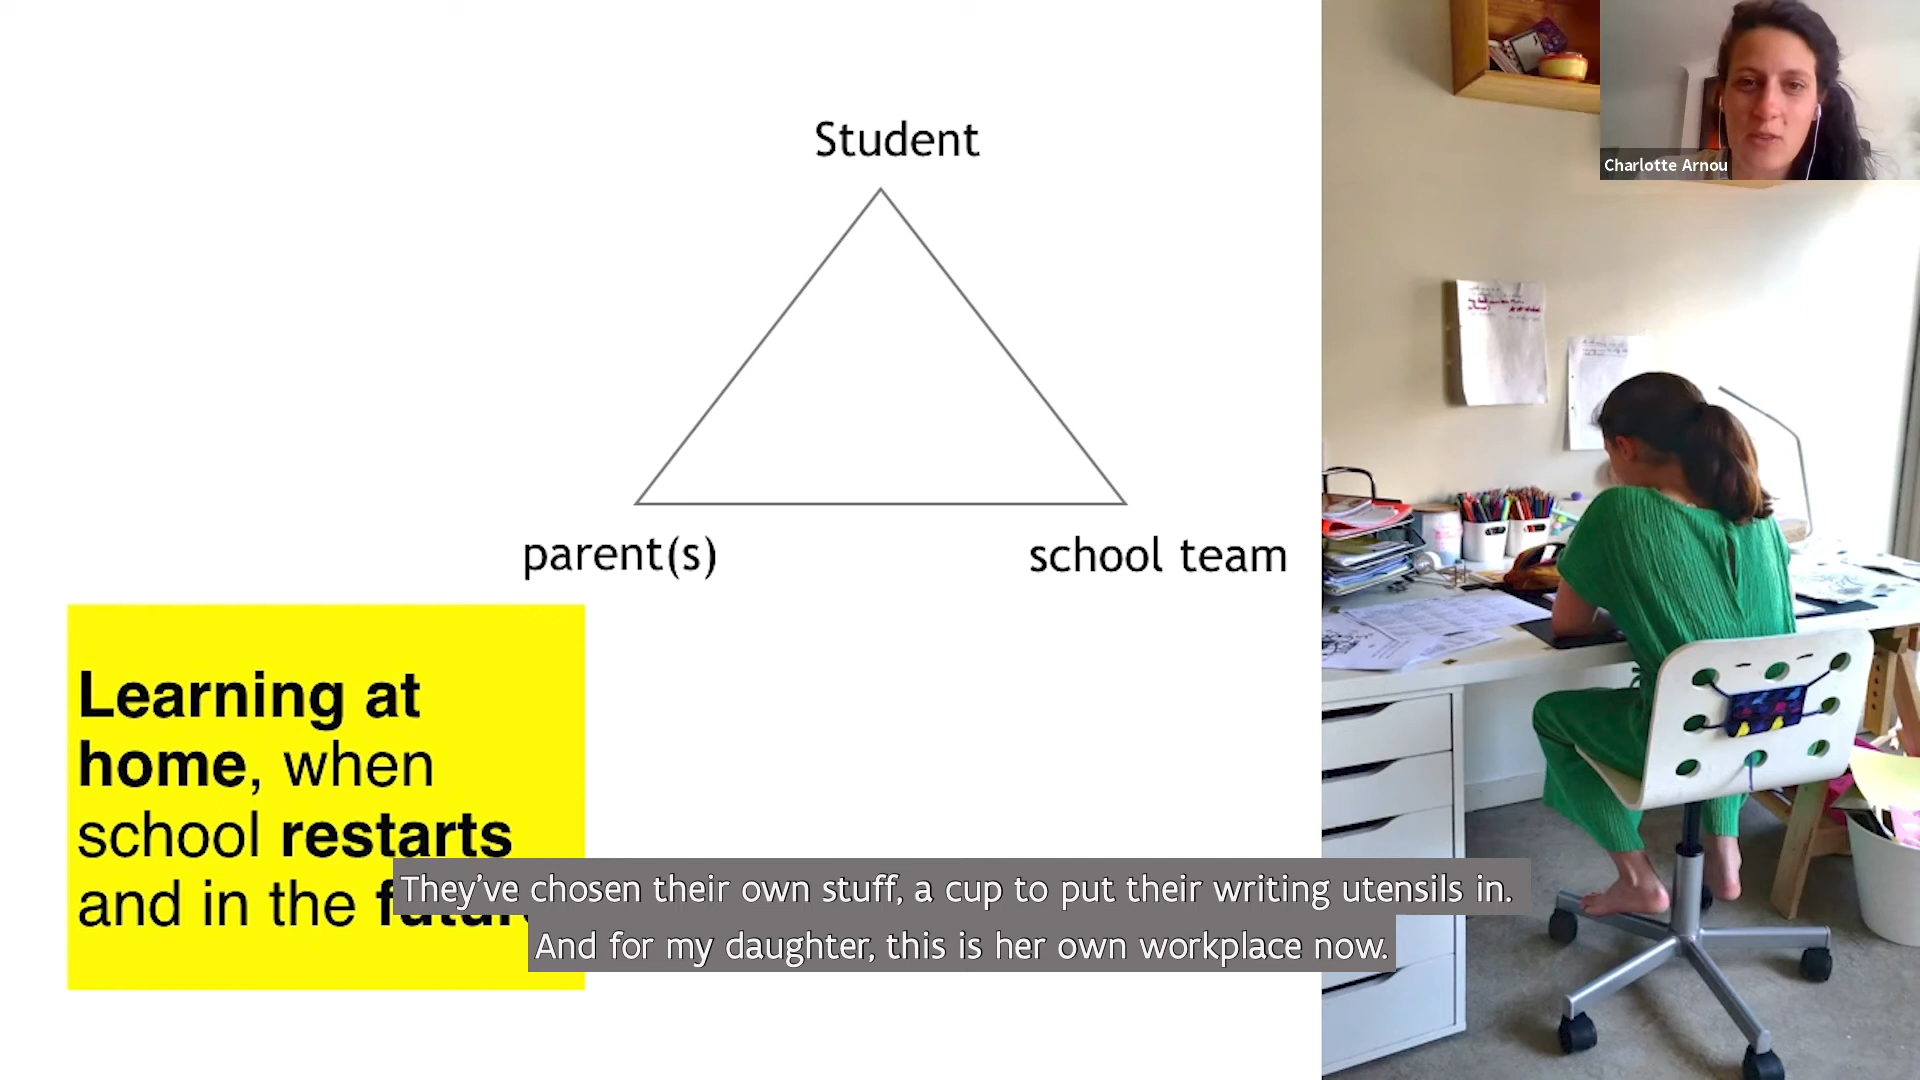 Student
Charlotte Arnou
parent(s)
school team
Learning at
home, when
school restarts
and in the
They've chosen their own stuff, a cup to put their writing utensils in.
And for my daughter, this is her own workplace now.